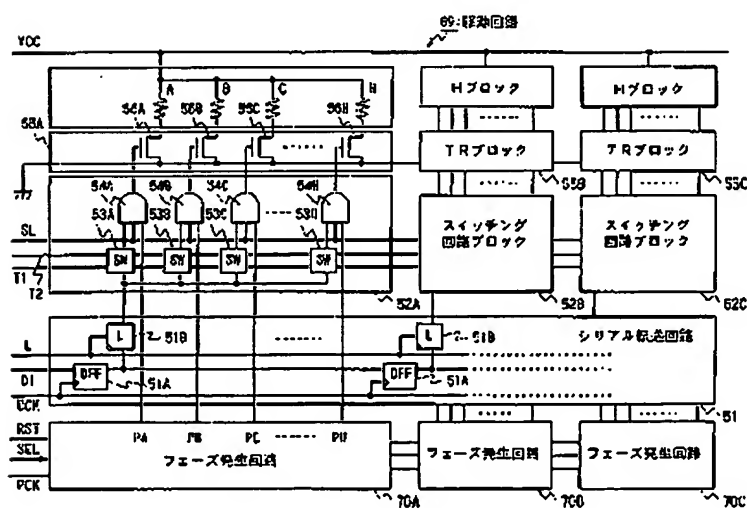 69:駆動回路
VCC
A B C H
Hブロック
Hブロック
55A
56A 56B 56C 56H
TRブロック
TRブロック
55B
55C
54A 54B 54C 54H
53A 53B 53C 53H
スイッチング
回路ブロック
スイッチング
回路ブロック
SL
SW SW SW SW
T1
T2
52A
52B
52C
L
51B
L
51B
シリアル転送回路
L
DFF
51A
DFF
51A
DI
ECK
51
RST
PA PB PC PH
SEL
フェーズ発生回路
フェーズ発生回路
フェーズ発生回路
PCK
70A
70C